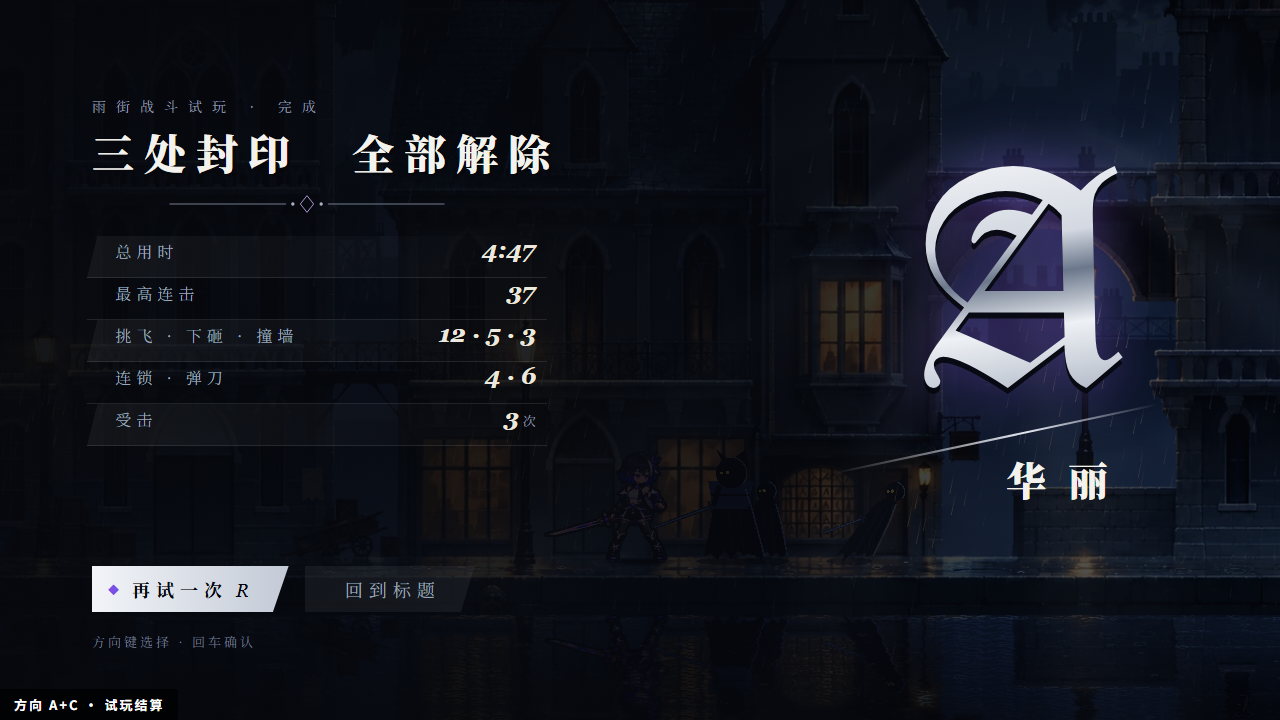 雨街战斗试玩 · 完成
三处封印 全部解除
总用时 4:47
最高连击 37
挑飞 · 下砸 · 撞墙 12 · 5 · 3
连锁 · 弹刀 4 · 6
受击 3次
A
华丽
再试一次 R
回到标题
方向键选择 · 回车确认
方向 A+C · 试玩结算